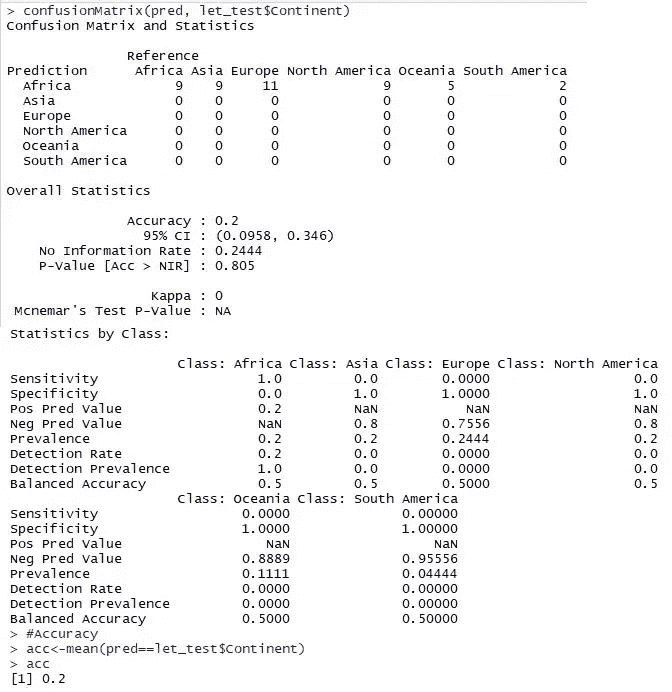 > confusionMatrix(pred, let_test$Continent)
Confusion Matrix and Statistics
Reference
Prediction Africa Asia Europe North America Oceania South America
Africa 9 9 11 9 5 2
Asia 0 0 0 0 0 0
Europe 0 0 0 0 0 0
North America 0 0 0 0 0 0
Oceania 0 0 0 0 0 0
South America 0 0 0 0 0 0
Overall Statistics
Accuracy : 0.2
95% CI : (0.0958, 0.346)
No Information Rate : 0.2444
P-Value [Acc > NIR] : 0.805
Kappa : 0
Mcnemar's Test P-Value : NA
Statistics by Class:
Class: Africa Class: Asia Class: Europe Class: North America
Sensitivity 1.0 0.0 0.0000 0.0
Specificity 0.0 1.0 1.0000 1.0
Pos Pred Value 0.2 NaN NaN NaN
Neg Pred Value NaN 0.8 0.7556 0.8
Prevalence 0.2 0.2 0.2444 0.2
Detection Rate 0.2 0.0 0.0000 0.0
Detection Prevalence 1.0 0.0 0.0000 0.0
Balanced Accuracy 0.5 0.5 0.5000 0.5
Class: Oceania Class: South America
Sensitivity 0.0000 0.00000
Specificity 1.0000 1.00000
Pos Pred Value NaN NaN
Neg Pred Value 0.8889 0.95556
Prevalence 0.1111 0.04444
Detection Rate 0.0000 0.00000
Detection Prevalence 0.0000 0.00000
Balanced Accuracy 0.5000 0.50000
> #Accuracy
> acc<-mean(pred==let_test$Continent)
> acc
[1] 0.2